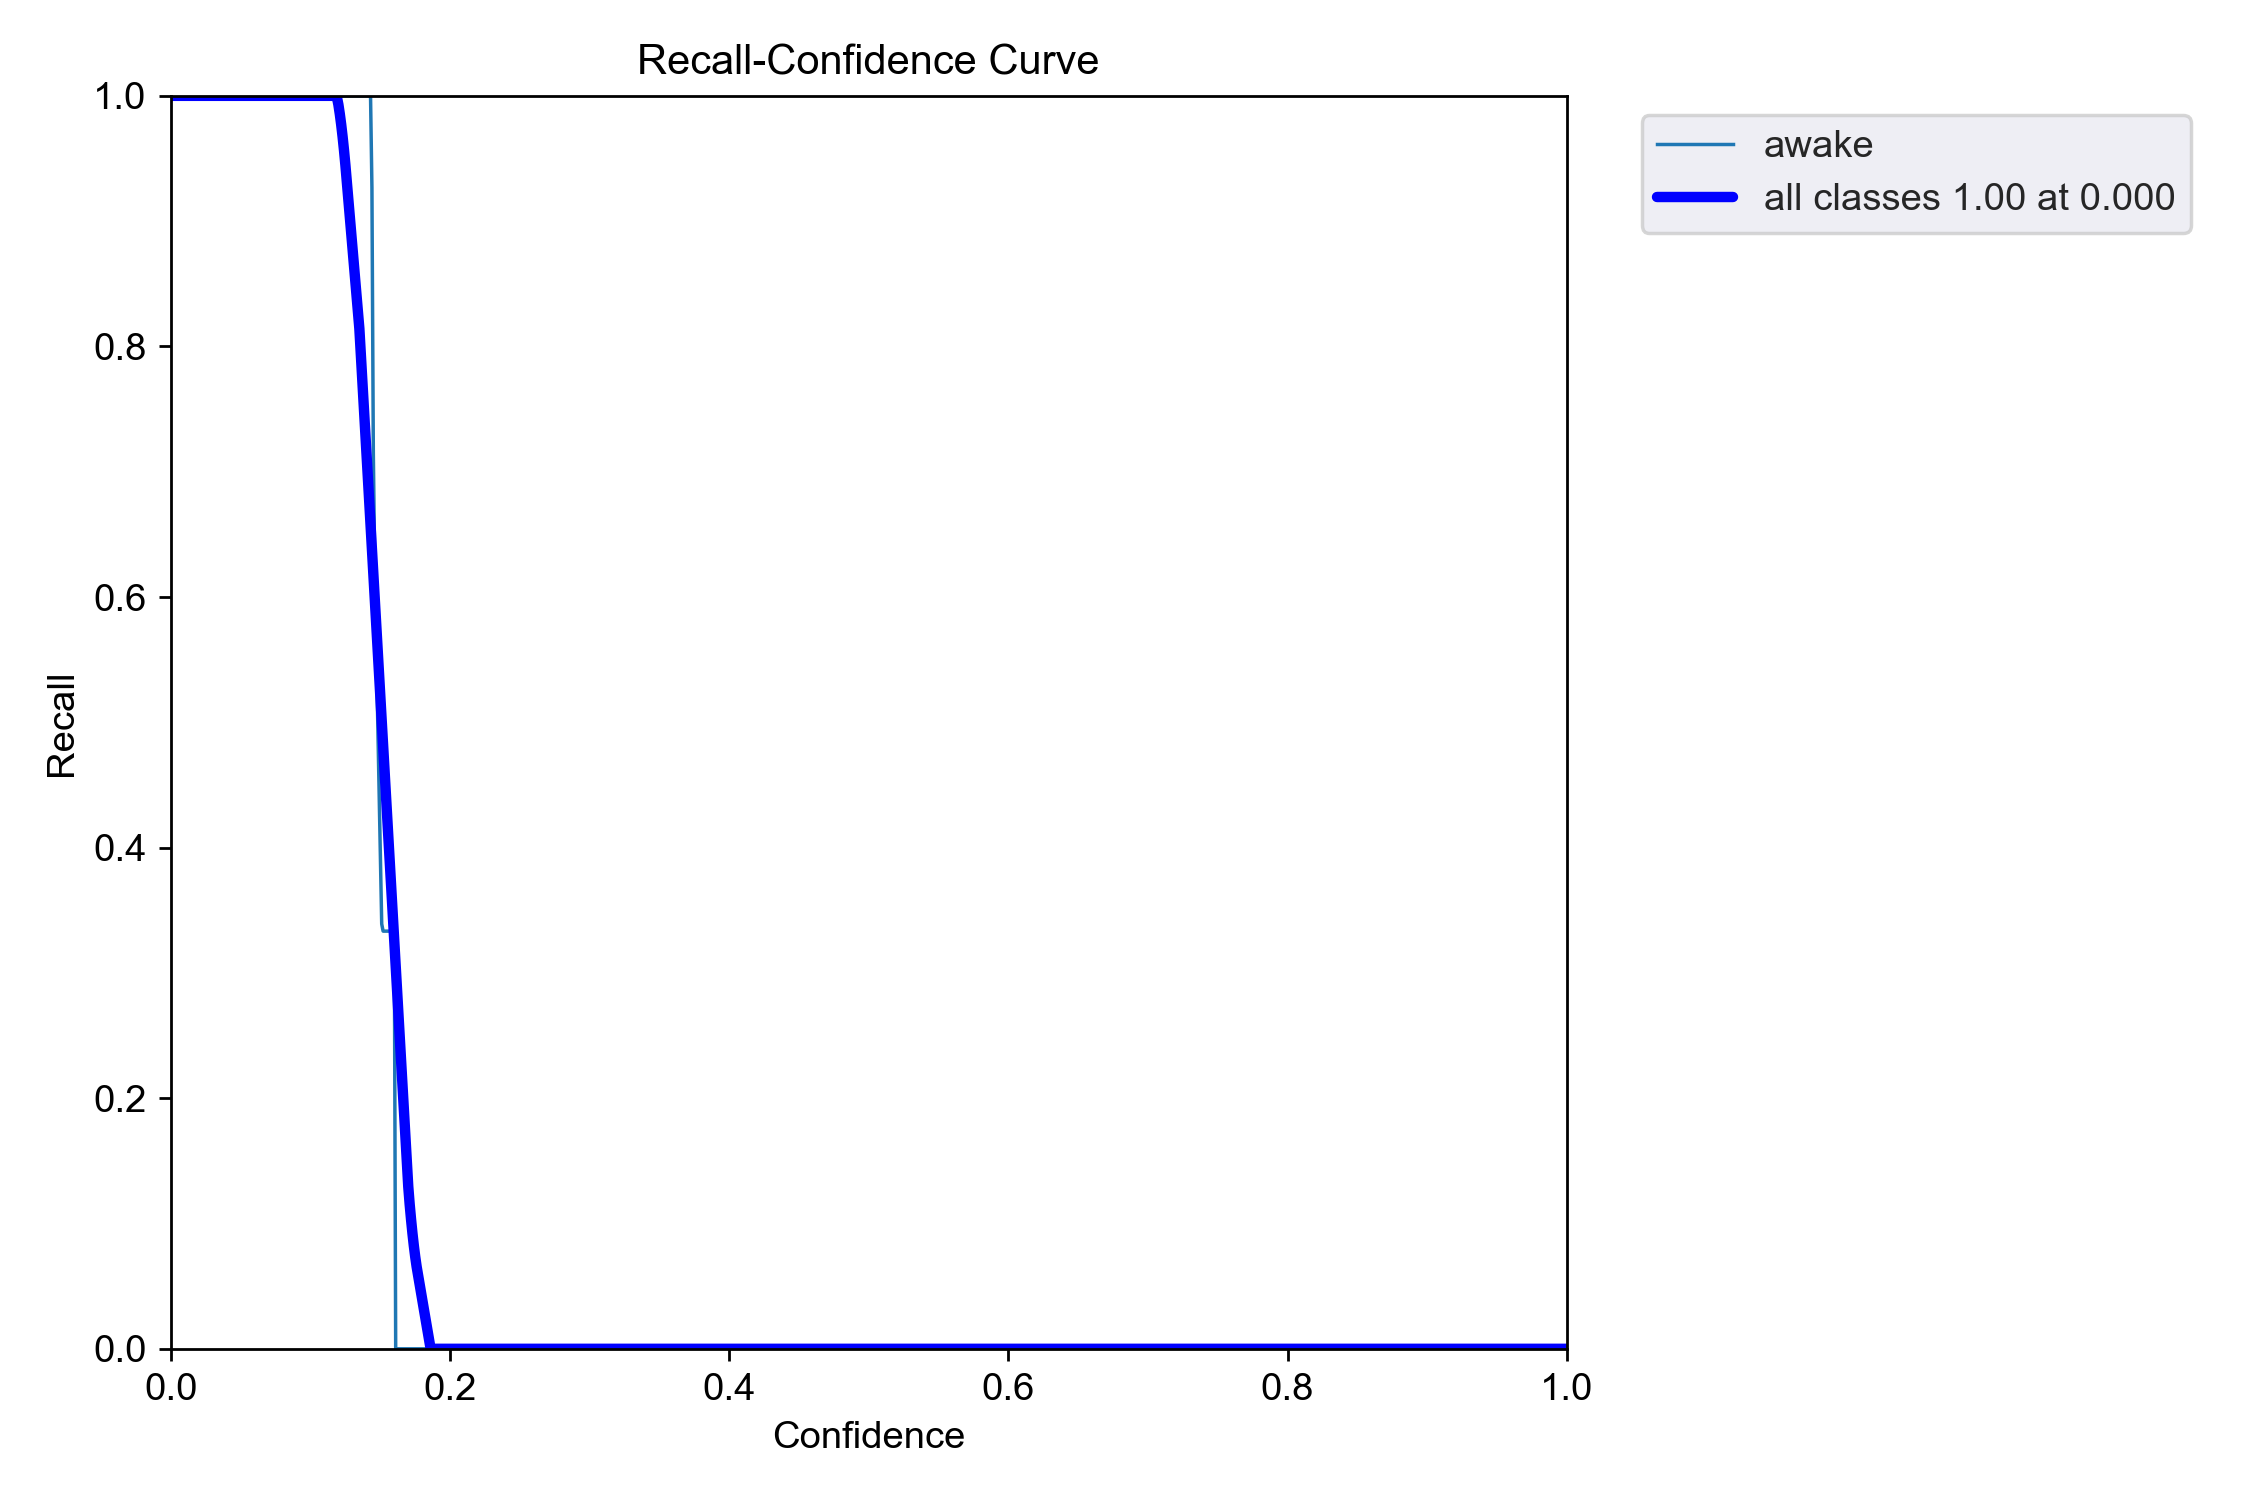 Recall-Confidence Curve
awake
all classes 1.00 at 0.000
Recall
1.0
0.8
0.6
0.4
0.2
0.0
0.0 0.2 0.4 0.6 0.8 1.0
Confidence